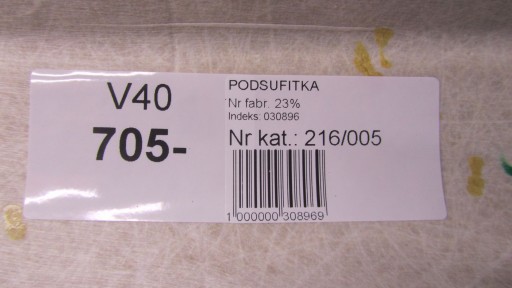 V40
705-
PODSUFITKA
Nr fabr. 23%
Indeks: 030896
Nr kat.: 216/005
1 000000 308969